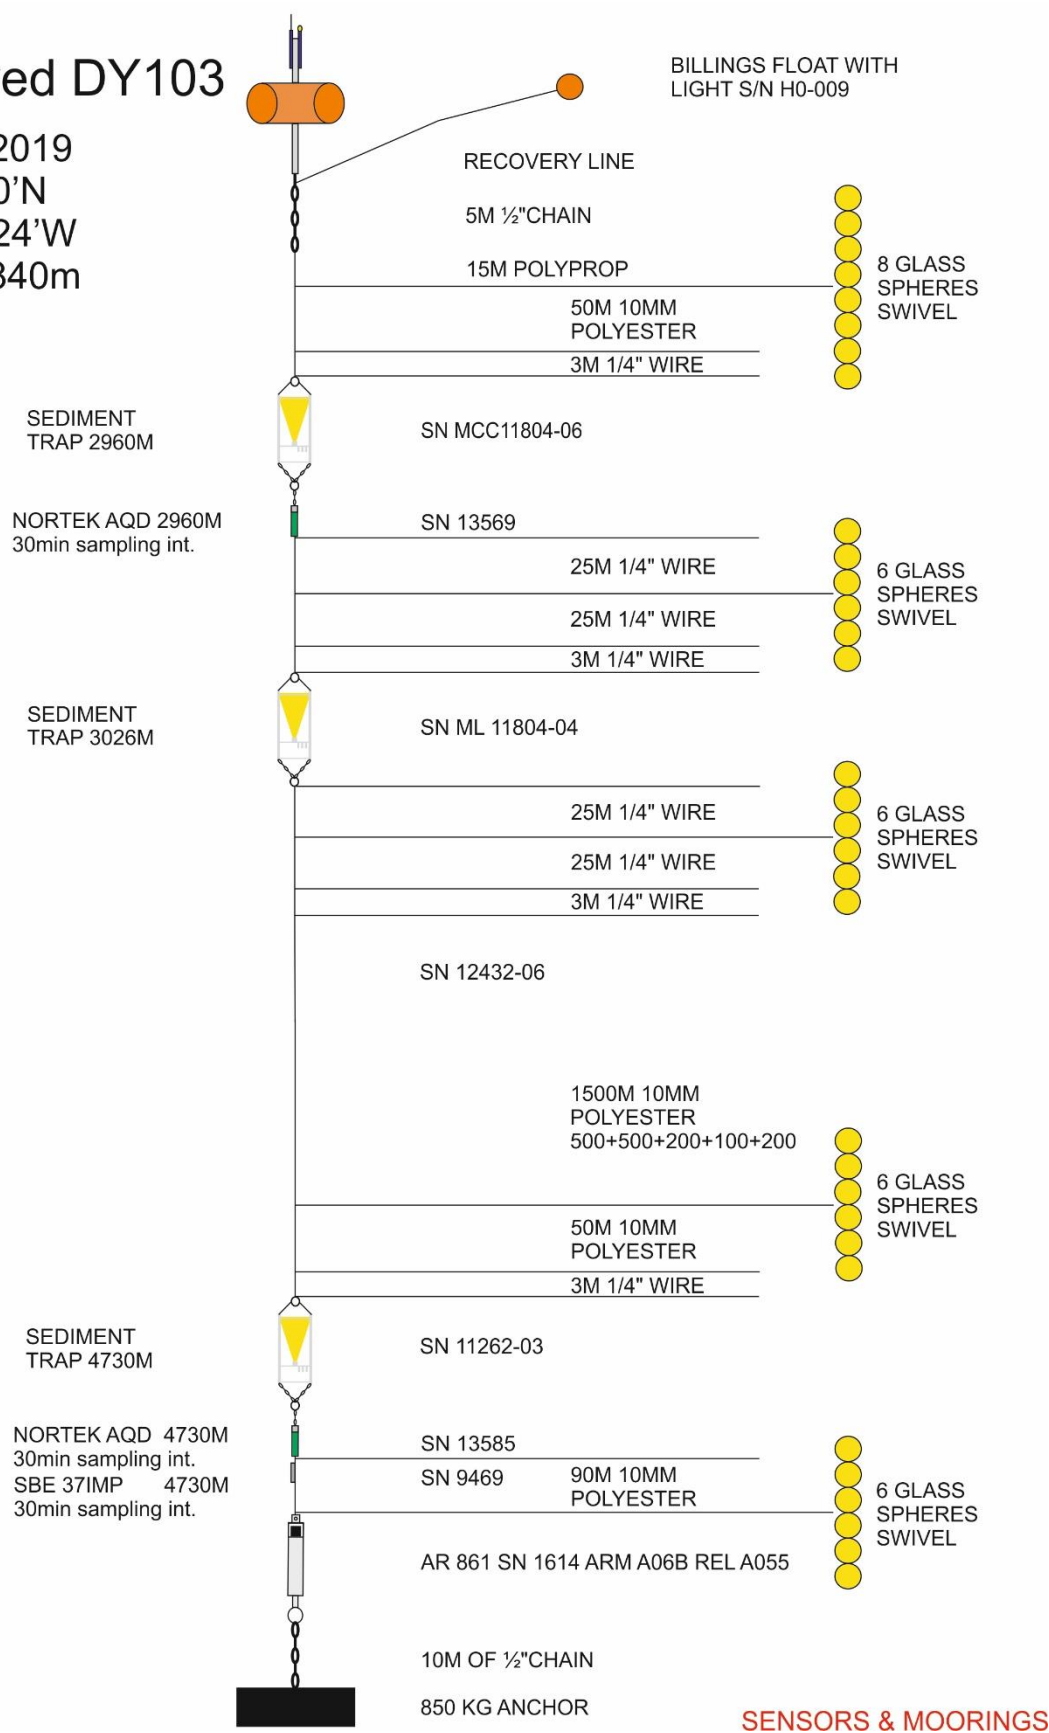 ed DY103
2019
0'N
24'W
340m
BILLINGS FLOAT WITH
LIGHT S/N H0-009
RECOVERY LINE
5M ½"CHAIN
15M POLYPROP
8 GLASS
SPHERES
SWIVEL
50M 10MM
POLYESTER
3M 1/4" WIRE
SEDIMENT
TRAP 2960M
SN MCC11804-06
NORTEK AQD 2960M
30min sampling int.
SN 13569
25M 1/4" WIRE
6 GLASS
SPHERES
SWIVEL
25M 1/4" WIRE
3M 1/4" WIRE
SEDIMENT
TRAP 3026M
SN ML 11804-04
25M 1/4" WIRE
6 GLASS
SPHERES
SWIVEL
25M 1/4" WIRE
3M 1/4" WIRE
SN 12432-06
1500M 10MM
POLYESTER
500+500+200+100+200
6 GLASS
SPHERES
SWIVEL
50M 10MM
POLYESTER
3M 1/4" WIRE
SEDIMENT
TRAP 4730M
SN 11262-03
NORTEK AQD 4730M
30min sampling int.
SBE 37IMP 4730M
30min sampling int.
SN 13585
SN 9469
90M 10MM
POLYESTER
6 GLASS
SPHERES
SWIVEL
AR 861 SN 1614 ARM A06B REL A055
10M OF ½"CHAIN
850 KG ANCHOR
SENSORS & MOORINGS